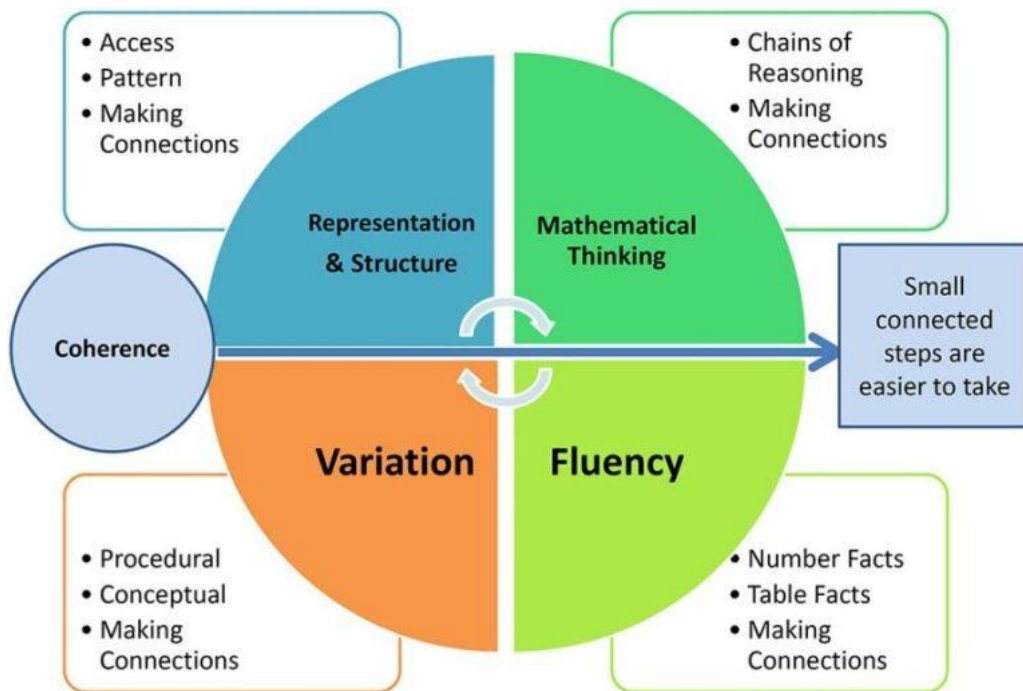 • Access
• Pattern
• Making
Connections
• Chains of
Reasoning
• Making
Connections
Representation
& Structure
Mathematical
Thinking
Coherence
Small
connected
steps are
easier to take
Variation
Fluency
• Procedural
• Conceptual
• Making
Connections
• Number Facts
• Table Facts
• Making
Connections